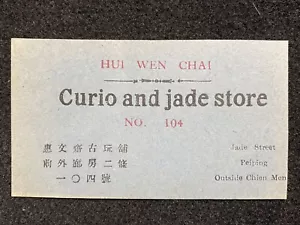 HUI WEN CHAI
Curio and jade store
NO. 104
惠文齋古玩舖
前外廊房二條
一〇四號
Jade Street
Peiping
Outside Chien Men